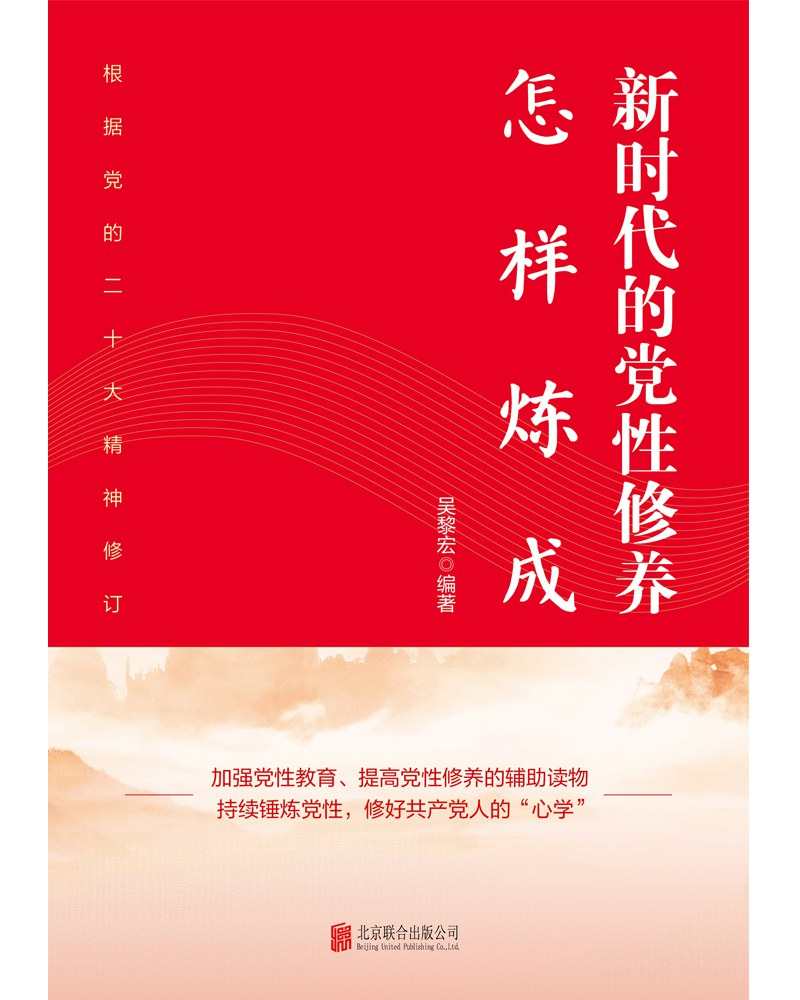 新时代的党性修养
怎样炼成
吴黎宏◎编著
根据党的二十大精神修订
加强党性教育、提高党性修养的辅助读物
持续锤炼党性，修好共产党人的“心学”
北京联合出版公司
Beijing United Publishing Co.,Ltd.